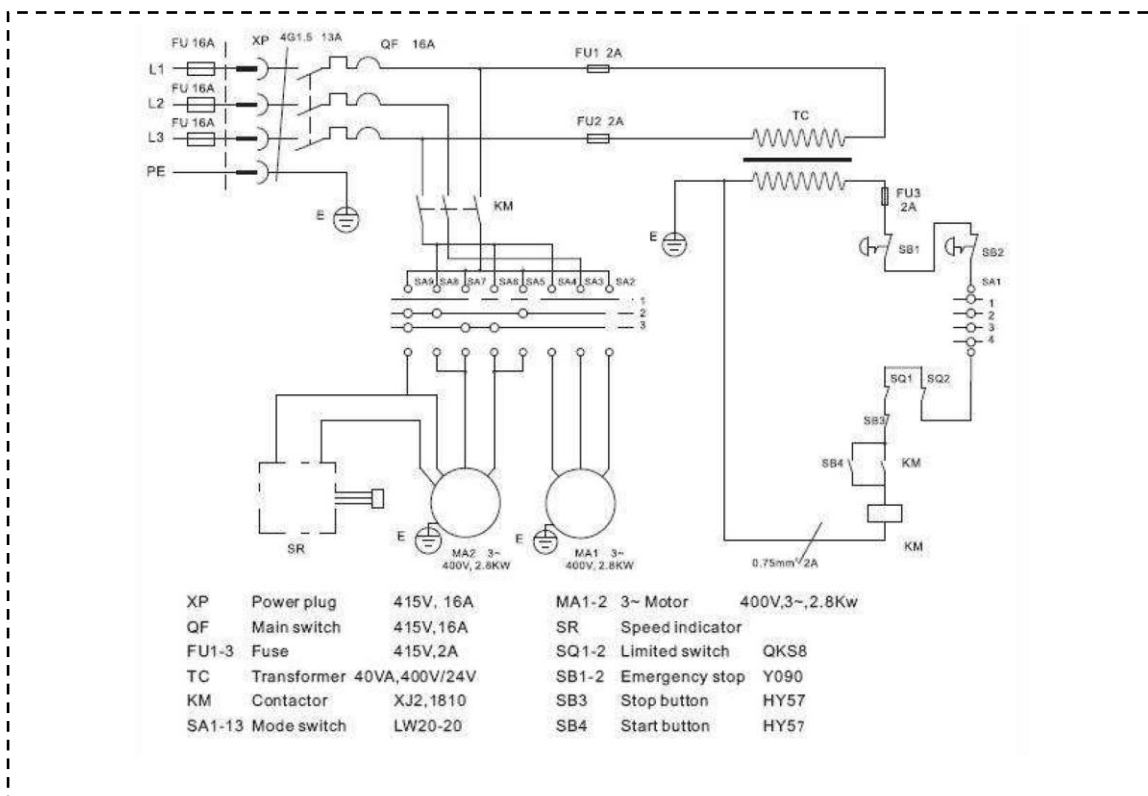 FU 16A XP 4G1.5 13A QF 16A
FU1 2A
L1
FU 16A
L2
TC
FU 16A
FU2 2A
L3
PE
FU3
2A
KM
E
E
SB1
SB2
SA9 SA8 SA7 SA6 SA5 SA4 SA3 SA2
SA1
1
2
3
1
2
3
4
SQ1 SQ2
SB3
SB4
KM
E
E
SR
MA2 3~
400V, 2.8KW
MA1 3~
400V, 2.8KW
KM
0.75mm² 2A
XP Power plug 415V, 16A
QF Main switch 415V,16A
FU1-3 Fuse 415V,2A
TC Transformer 40VA,400V/24V
KM Contactor XJ2,1810
SA1-13 Mode switch LW20-20
MA1-2 3~ Motor 400V,3~,2.8Kw
SR Speed indicator
SQ1-2 Limited switch QKS8
SB1-2 Emergency stop Y090
SB3 Stop button HY57
SB4 Start button HY57